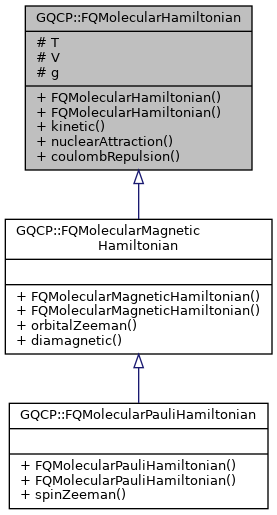 GQCP::FQMolecularHamiltonian
# T
# V
# g
+ FQMolecularHamiltonian()
+ FQMolecularHamiltonian()
+ kinetic()
+ nuclearAttraction()
+ coulombRepulsion()
GQCP::FQMolecularMagnetic
Hamiltonian
+ FQMolecularMagneticHamiltonian()
+ FQMolecularMagneticHamiltonian()
+ orbitalZeeman()
+ diamagnetic()
GQCP::FQMolecularPauliHamiltonian
+ FQMolecularPauliHamiltonian()
+ FQMolecularPauliHamiltonian()
+ spinZeeman()